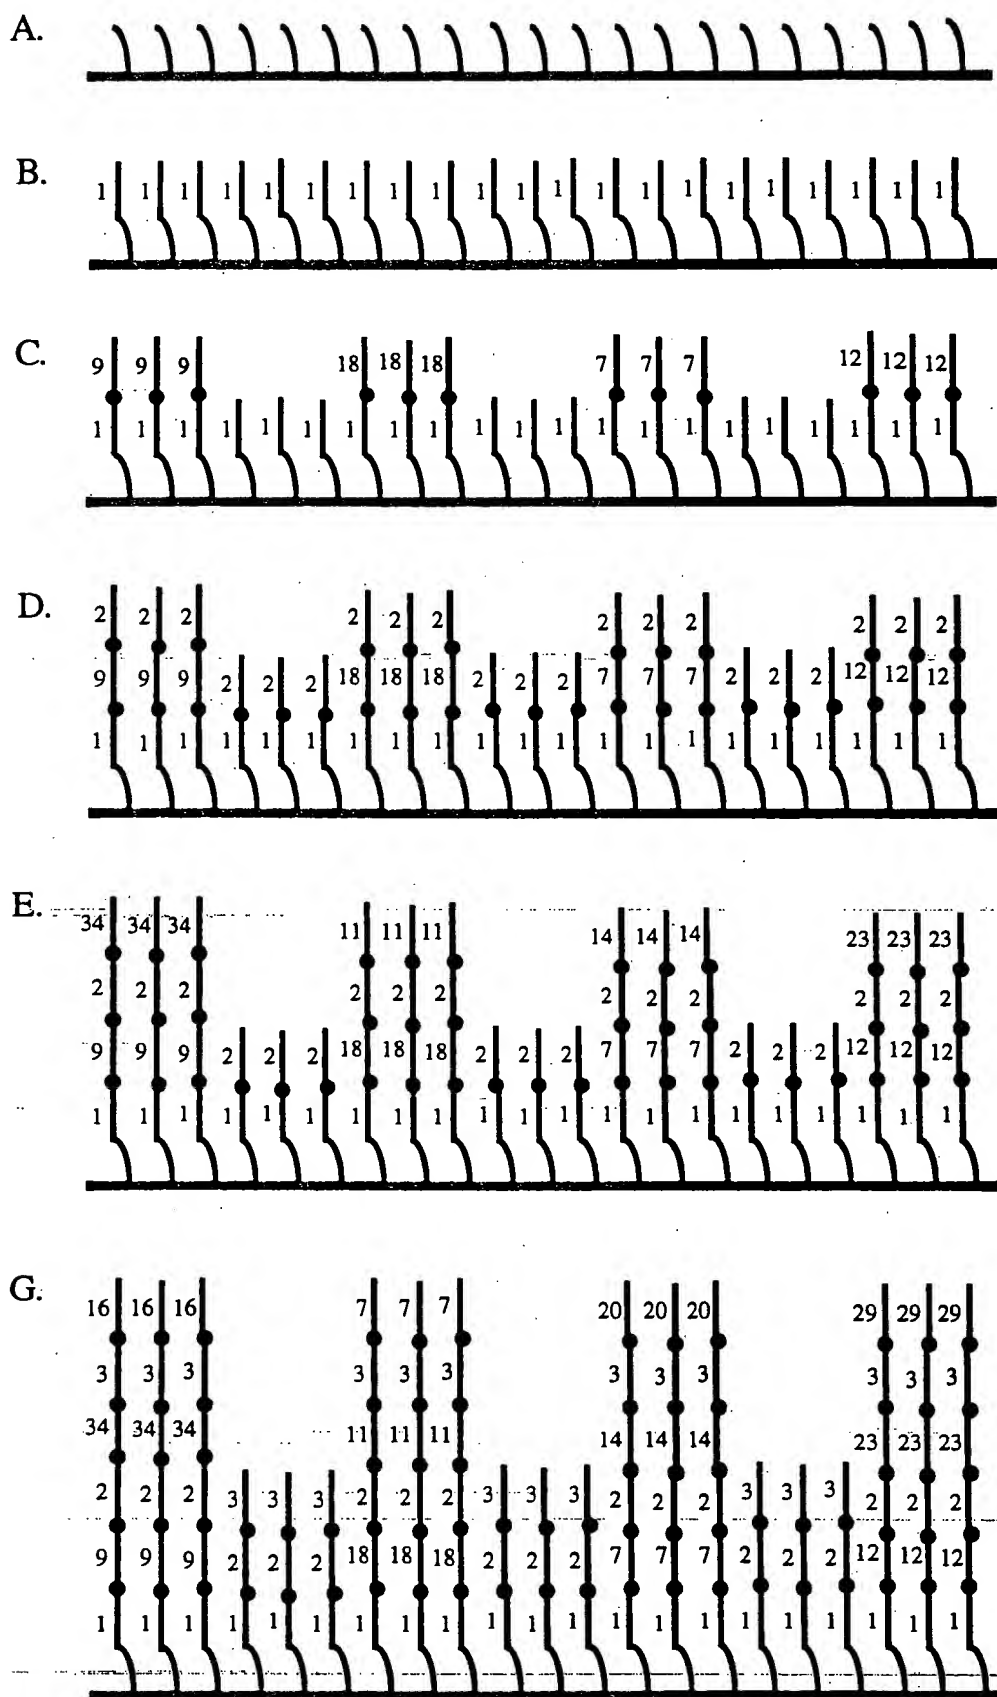 A.
B. 1 1 1 1 1 1 1 1 1 1 1 1 1 1 1 1 1 1 1 1 1
C. 9 9 9 18 18 18 7 7 7 12 12 12
1 1 1 1 1 1 1 1 1 1 1 1 1 1 1 1 1 1 1 1 1
D. 2 2 2 2 2 2 2 2 2 2 2 2
9 9 9 2 2 2 18 18 18 2 2 2 7 7 7 2 2 2 12 12 12
1 1 1 1 1 1 1 1 1 1 1 1 1 1 1 1 1 1 1 1 1
E. 34 34 34 11 11 11 14 14 14 23 23 23
2 2 2 2 2 2 2 2 2 2 2 2
9 9 9 2 2 2 18 18 18 2 2 2 7 7 7 2 2 2 12 12 12
1 1 1 1 1 1 1 1 1 1 1 1 1 1 1 1 1 1 1 1 1
G. 16 16 16 7 7 7 20 20 20 29 29 29
3 3 3 3 3 3 3 3 3 3 3 3
34 34 34 11 11 11 14 14 14 23 23 23
2 2 2 3 3 3 2 2 2 3 3 3 2 2 2 3 3 3 2 2 2
9 9 9 2 2 2 18 18 18 2 2 2 7 7 7 2 2 2 12 12 12
1 1 1 1 1 1 1 1 1 1 1 1 1 1 1 1 1 1 1 1 1